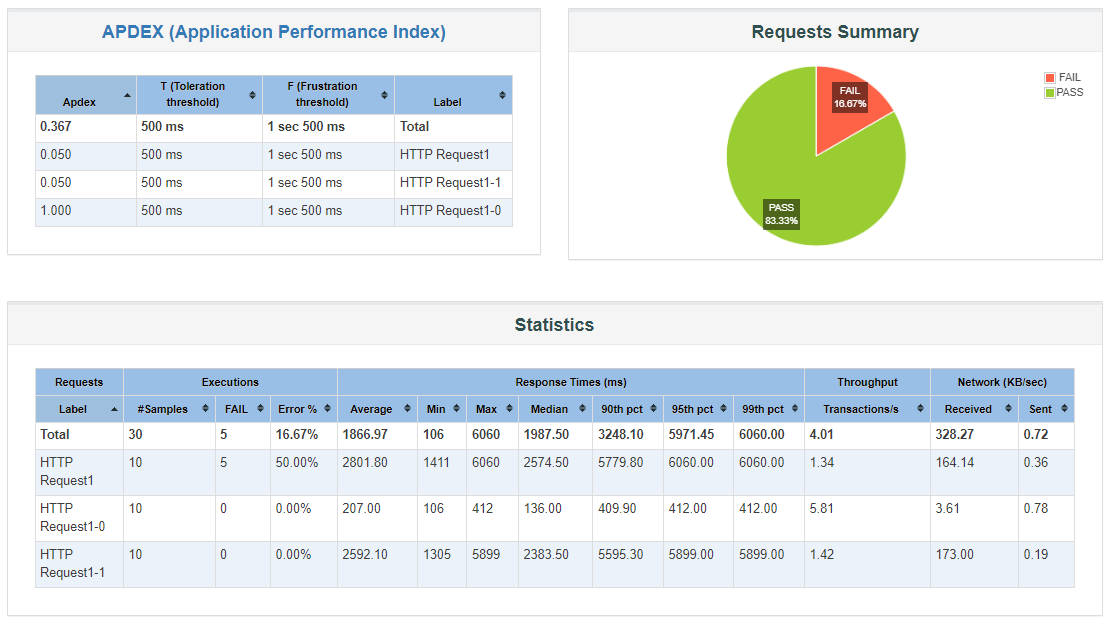 APDEX (Application Performance Index)
Apdex T (Toleration threshold) F (Frustration threshold) Label
0.367 500 ms 1 sec 500 ms Total
0.050 500 ms 1 sec 500 ms HTTP Request1
0.050 500 ms 1 sec 500 ms HTTP Request1-1
1.000 500 ms 1 sec 500 ms HTTP Request1-0
Requests Summary
FAIL
16.67%
PASS
83.33%
FAIL
PASS
Statistics
Requests Executions Response Times (ms) Throughput Network (KB/sec)
Label #Samples FAIL Error % Average Min Max Median 90th pct 95th pct 99th pct Transactions/s Received Sent
Total 30 5 16.67% 1866.97 106 6060 1987.50 3248.10 5971.45 6060.00 4.01 328.27 0.72
HTTP Request1 10 5 50.00% 2801.80 1411 6060 2574.50 5779.80 6060.00 6060.00 1.34 164.14 0.36
HTTP Request1-0 10 0 0.00% 207.00 106 412 136.00 409.90 412.00 412.00 5.81 3.61 0.78
HTTP Request1-1 10 0 0.00% 2592.10 1305 5899 2383.50 5595.30 5899.00 5899.00 1.42 173.00 0.19